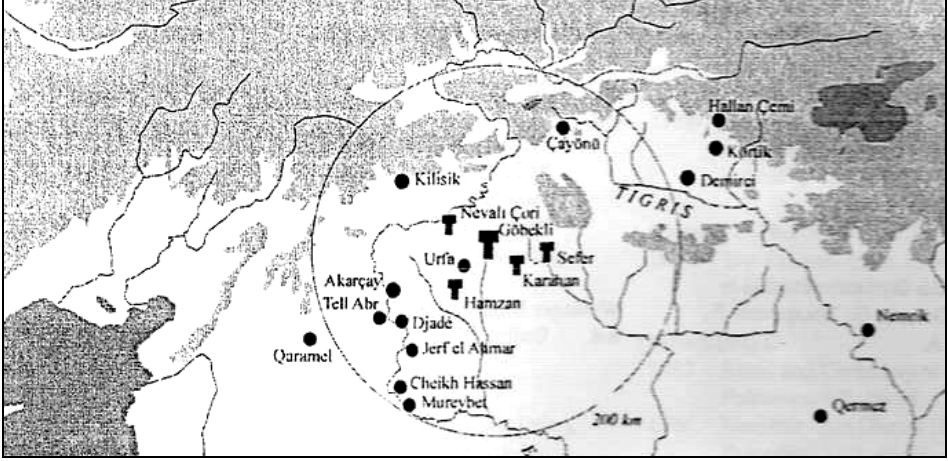 Hallan Çemi
Çayönü
Körtik
Kilisik
Demirci
TIGRIS
Nevalı Çori
Göbekli
Urfa
Sefer
Karahan
Akarçay
Hamzan
Tell Abr
Djadé
Nemrik
Qaramel
Jerf el Ahmar
Cheikh Hassan
Mureybet
Qermez
200 km